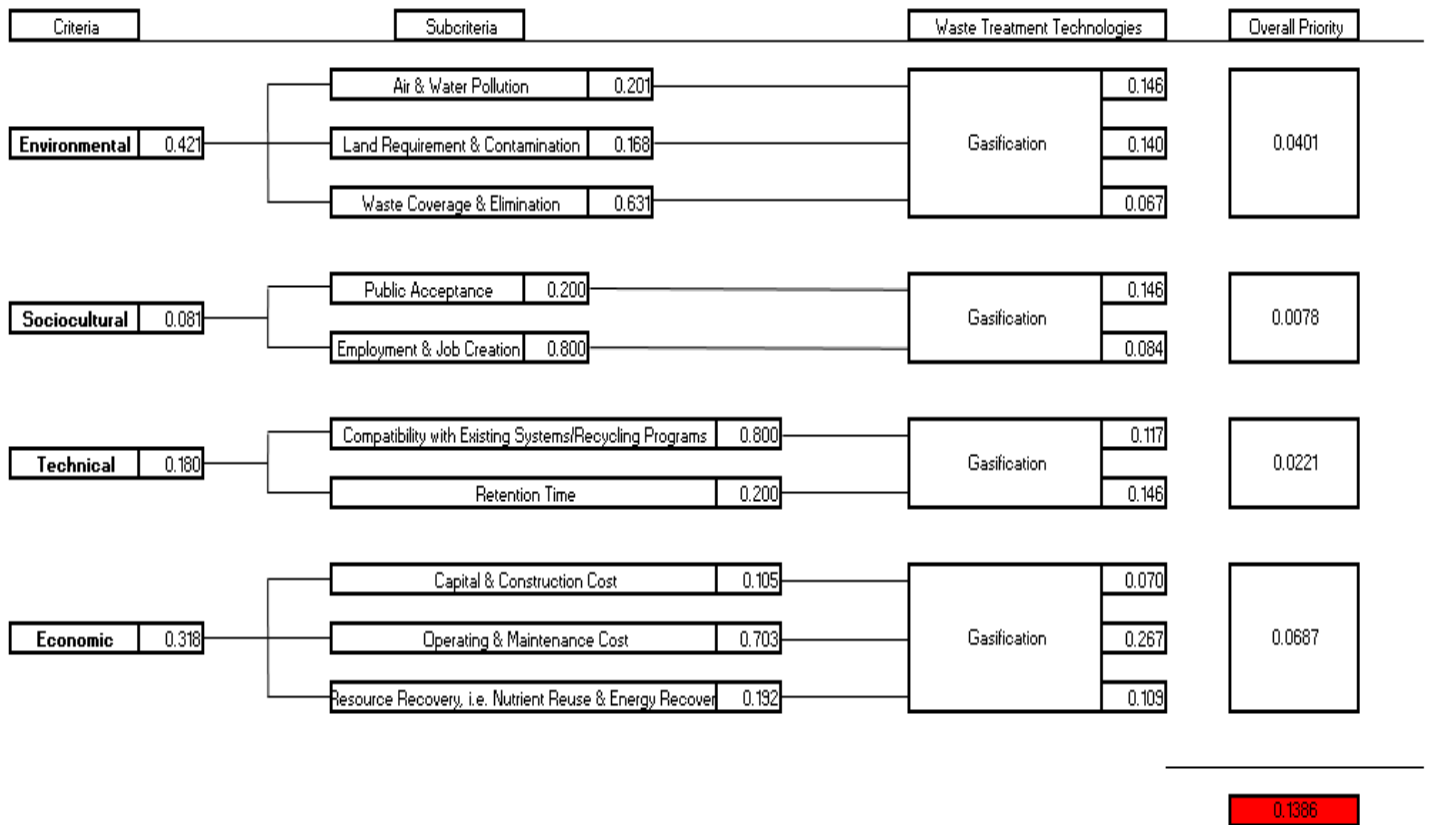 Criteria Subcriteria Waste Treatment Technologies Overall Priority
Air & Water Pollution 0.201 0.146
Environmental 0.421 Land Requirement & Contamination 0.168 Gasification 0.140 0.0401
Waste Coverage & Elimination 0.631 0.067
Public Acceptance 0.200 0.146
Sociocultural 0.081 Gasification 0.0078
Employment & Job Creation 0.800 0.084
Compatibility with Existing Systems/Recycling Programs 0.800 0.117
Technical 0.180 Gasification 0.0221
Retention Time 0.200 0.146
Capital & Construction Cost 0.105 0.070
Economic 0.318 Operating & Maintenance Cost 0.703 Gasification 0.267 0.0687
Resource Recovery, i.e. Nutrient Reuse & Energy Recover 0.192 0.109
0.1386